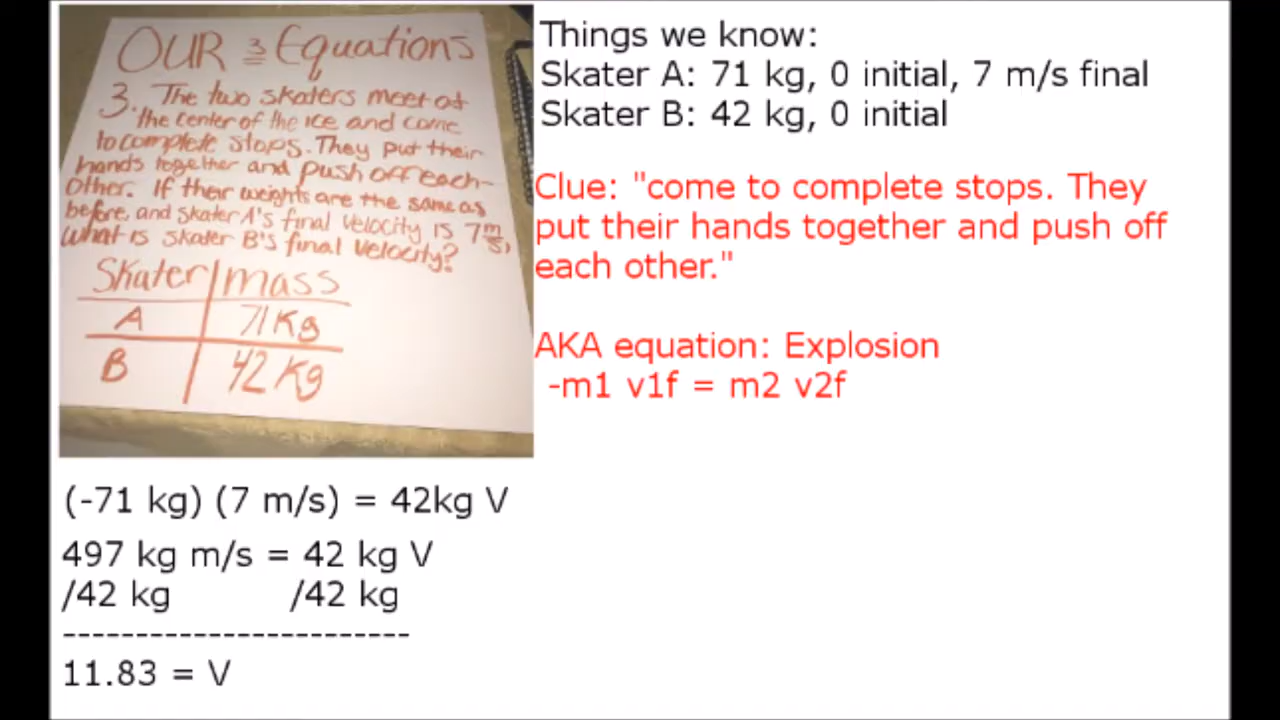 OUR 3 Equations
3. The two skaters meet at
the center of the ice and come
to complete stops. They put their
hands together and push off each
other. If their weights are the same as
before, and skater A's final velocity is 7 m/s,
what is skater B's final velocity?
Skater mass
A 71 Kg
B 42 Kg
Things we know:
Skater A: 71 kg, 0 initial, 7 m/s final
Skater B: 42 kg, 0 initial
Clue: "come to complete stops. They
put their hands together and push off
each other."
AKA equation: Explosion
-m1 v1f = m2 v2f
(-71 kg) (7 m/s) = 42kg V
497 kg m/s = 42 kg V
/42 kg /42 kg
------------------------
11.83 = V